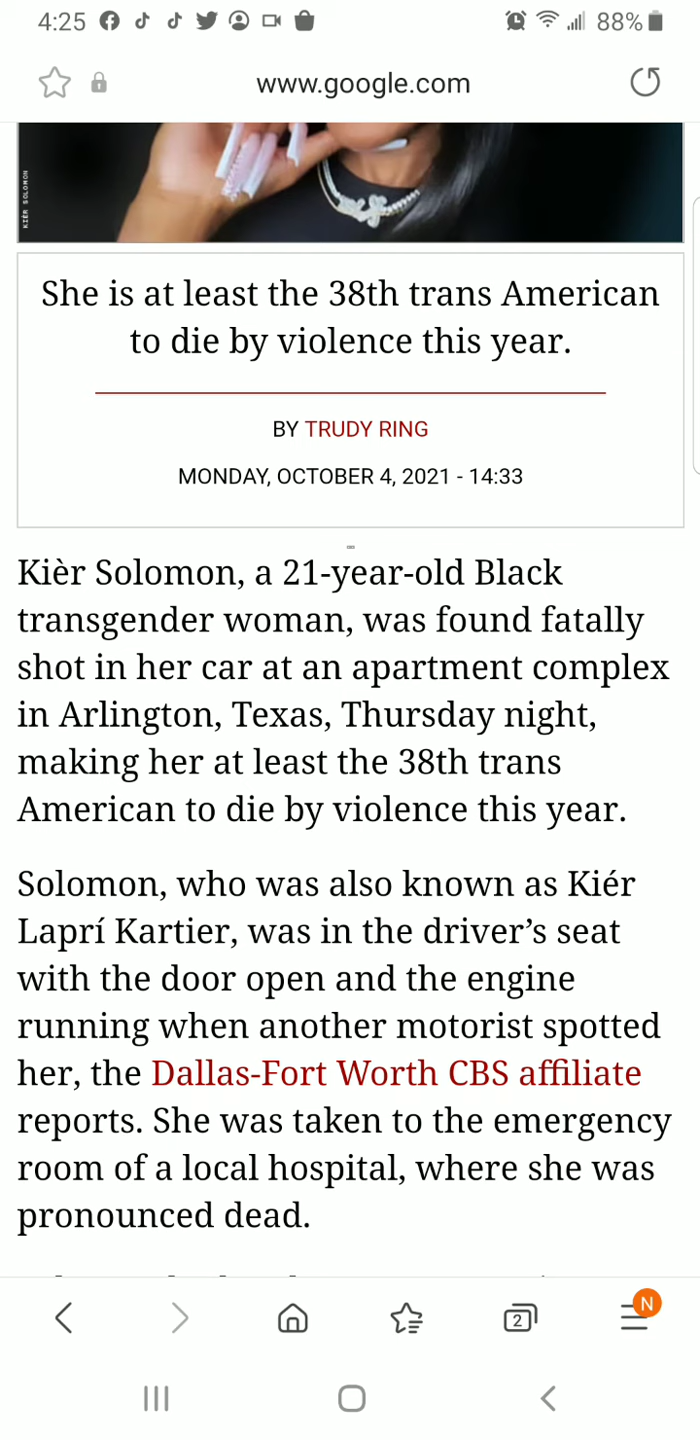 4:25
88%
www.google.com
KIÈR SOLOMON
She is at least the 38th trans American
to die by violence this year.
BY TRUDY RING
MONDAY, OCTOBER 4, 2021 - 14:33
Kièr Solomon, a 21-year-old Black
transgender woman, was found fatally
shot in her car at an apartment complex
in Arlington, Texas, Thursday night,
making her at least the 38th trans
American to die by violence this year.
Solomon, who was also known as Kiér
Laprí Kartier, was in the driver’s seat
with the door open and the engine
running when another motorist spotted
her, the Dallas-Fort Worth CBS affiliate
reports. She was taken to the emergency
room of a local hospital, where she was
pronounced dead.
2
N